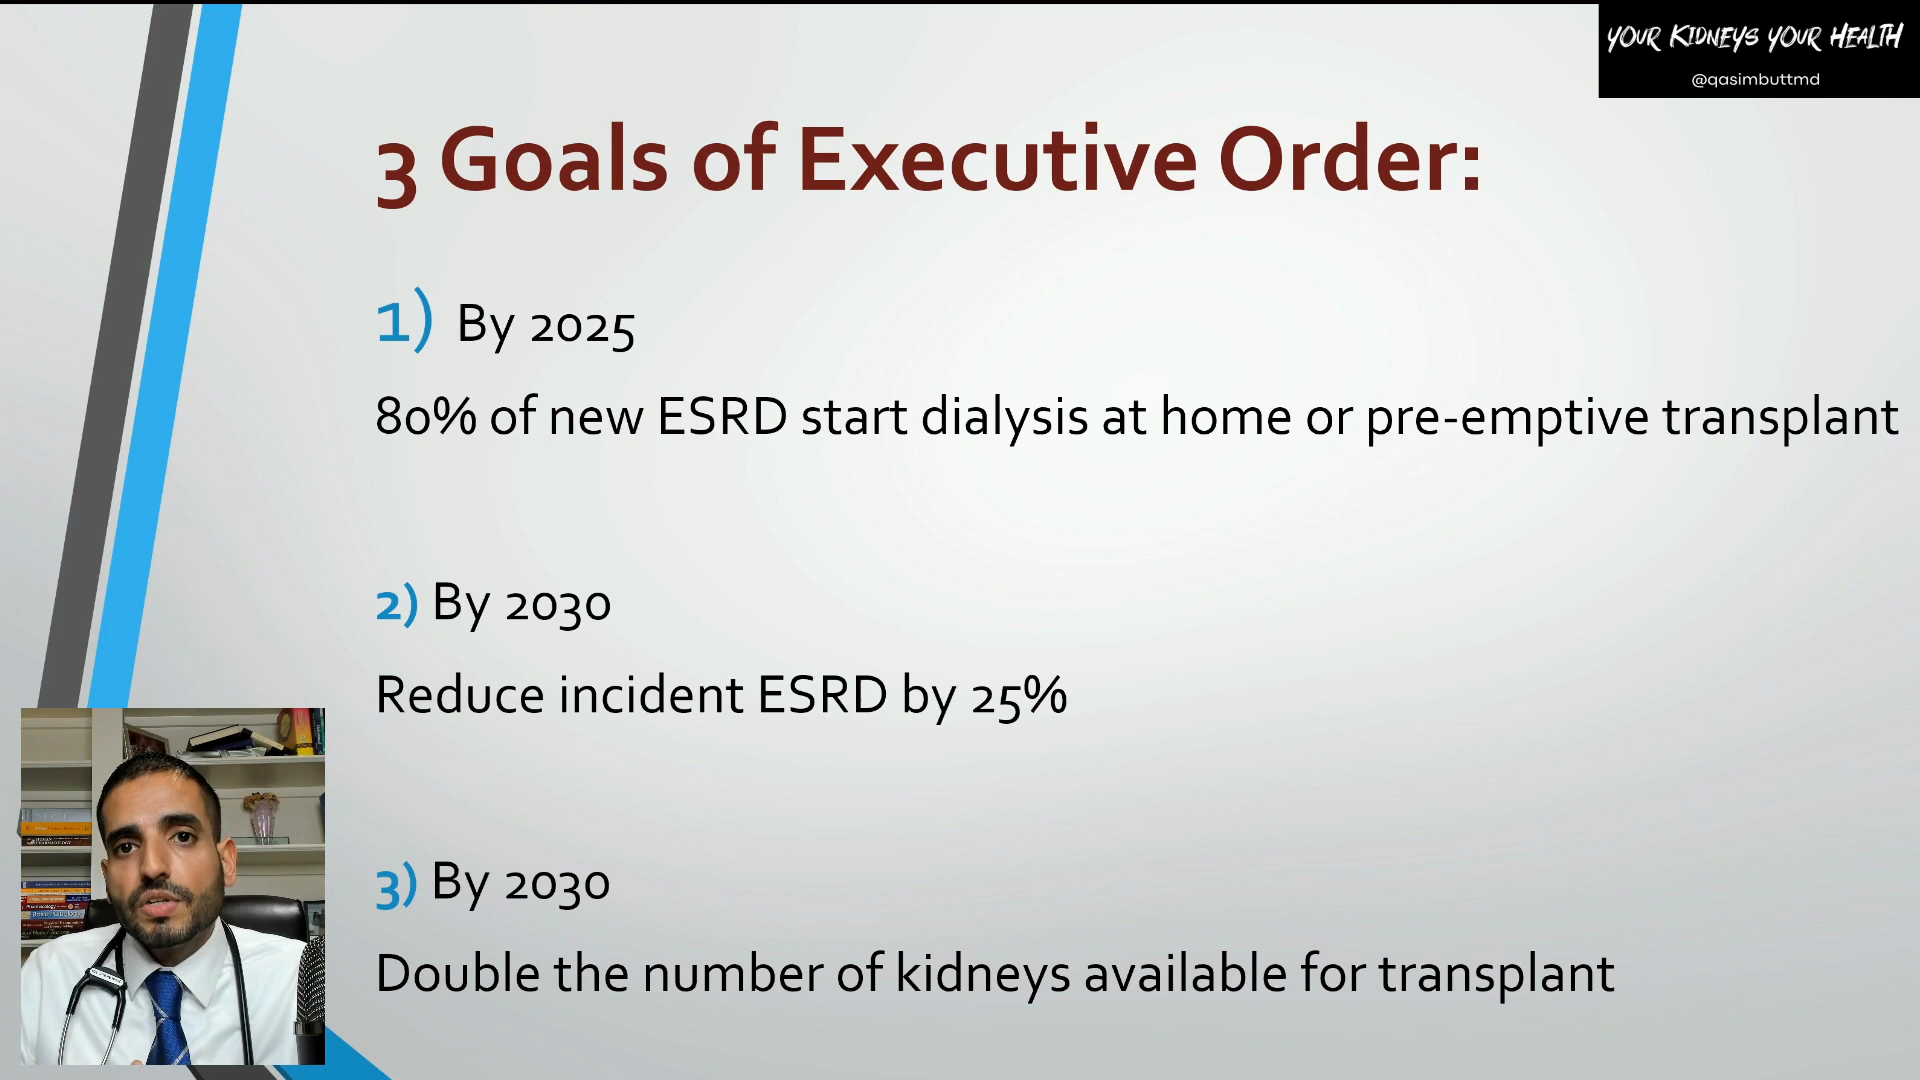 YOUR KIDNEYS YOUR HEALTH
@qasimbuttmd
3 Goals of Executive Order:
1) By 2025
80% of new ESRD start dialysis at home or pre-emptive transplant
2) By 2030
Reduce incident ESRD by 25%
3) By 2030
Double the number of kidneys available for transplant